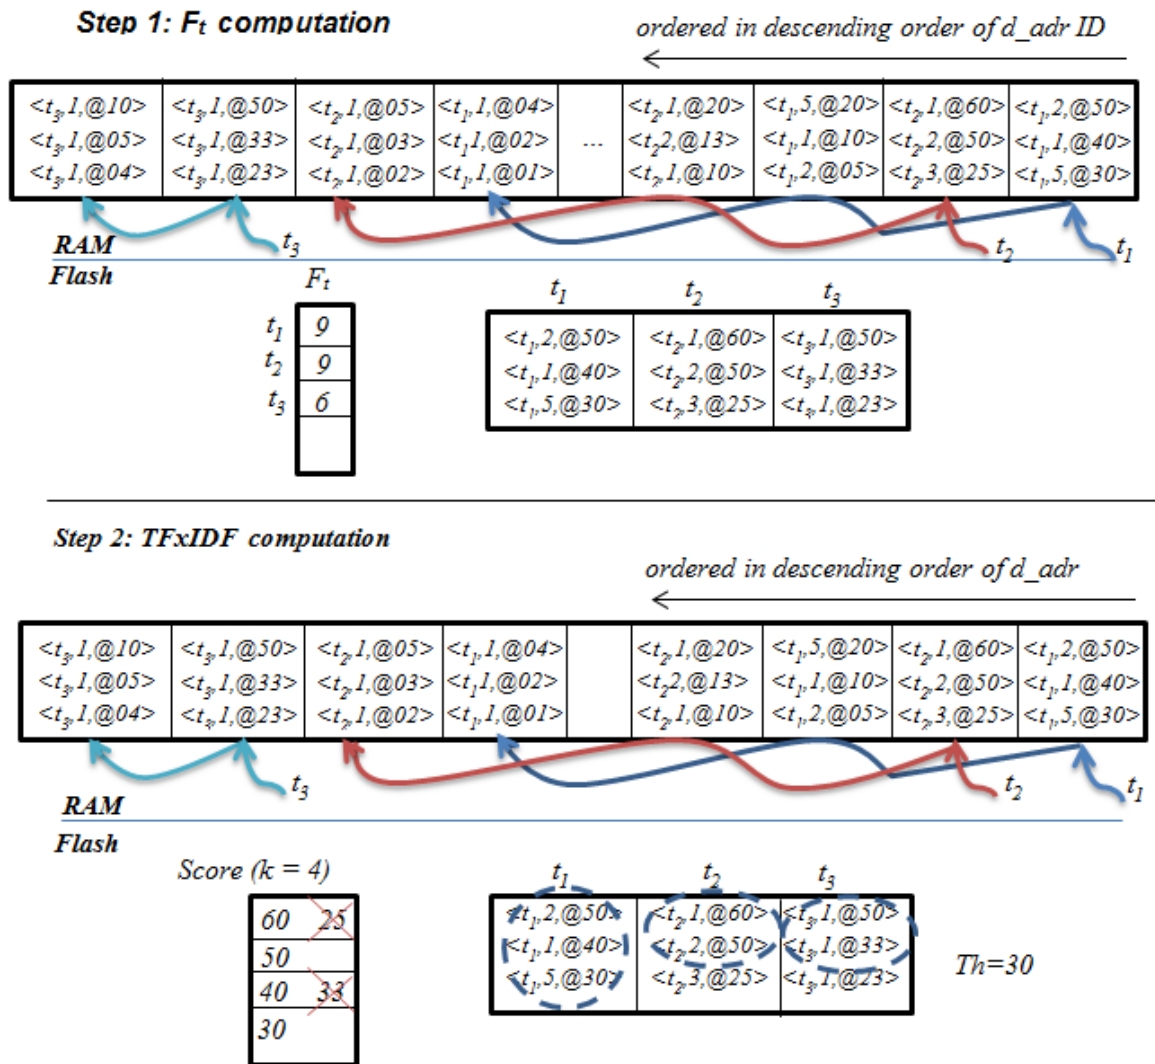 Step 1: Fₜ computation
ordered in descending order of d_adr ID
<t₃,1,@10> <t₃,1,@50> <t₂,1,@05> <t₁,1,@04> <t₂,1,@20> <t₁,5,@20> <t₂,1,@60> <t₁,2,@50>
<t₃,1,@05> <t₃,1,@33> <t₂,1,@03> <t₁1,@02> ... <t₂2,@13> <t₁,1,@10> <t₂,2,@50> <t₁,1,@40>
<t₃,1,@04> <t₃,1,@23> <t₂,1,@02> <t₁,1,@01> <t₂,1,@10> <t₁,2,@05> <t₂,3,@25> <t₁,5,@30>
RAM t₃ t₂ t₁
Flash
Fₜ t₁ t₂ t₃
t₁ 9 <t₁,2,@50> <t₂,1,@60> <t₃,1,@50>
t₂ 9 <t₁,1,@40> <t₂,2,@50> <t₃,1,@33>
t₃ 6 <t₁,5,@30> <t₂,3,@25> <t₃,1,@23>
Step 2: TFxIDF computation
ordered in descending order of d_adr
<t₃,1,@10> <t₃,1,@50> <t₂,1,@05> <t₁,1,@04> <t₂,1,@20> <t₁,5,@20> <t₂,1,@60> <t₁,2,@50>
<t₃,1,@05> <t₃,1,@33> <t₂,1,@03> <t₁1,@02> <t₂2,@13> <t₁,1,@10> <t₂,2,@50> <t₁,1,@40>
<t₃,1,@04> <t₃,1,@23> <t₂,1,@02> <t₁,1,@01> <t₂,1,@10> <t₁,2,@05> <t₂,3,@25> <t₁,5,@30>
RAM t₃ t₂ t₁
Flash
Score (k = 4) t₁ t₂ t₃
60 25 <t₁,2,@50> <t₂,1,@60> <t₃,1,@50>
50 <t₁,1,@40> <t₂,2,@50> <t₃,1,@33> Th=30
40 33 <t₁,5,@30> <t₂,3,@25> <t₃,1,@23>
30